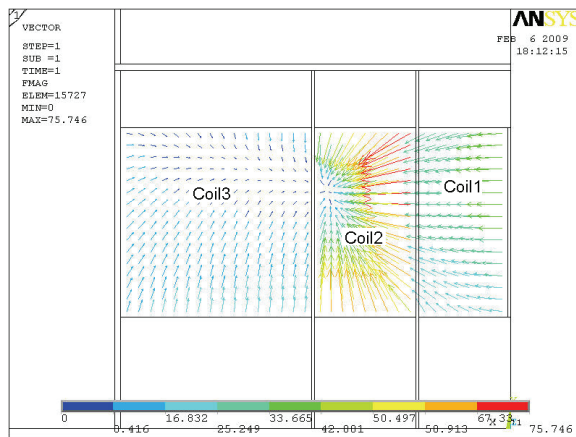 1
ANSYS
VECTOR
FEB 6 2009
18:12:15
STEP=1
SUB =1
TIME=1
FMAG
ELEM=15727
MIN=0
MAX=75.746
Coil3
Coil1
Coil2
0 16.832 33.665 50.497 67.33
8.416 25.249 42.081 58.913 75.746